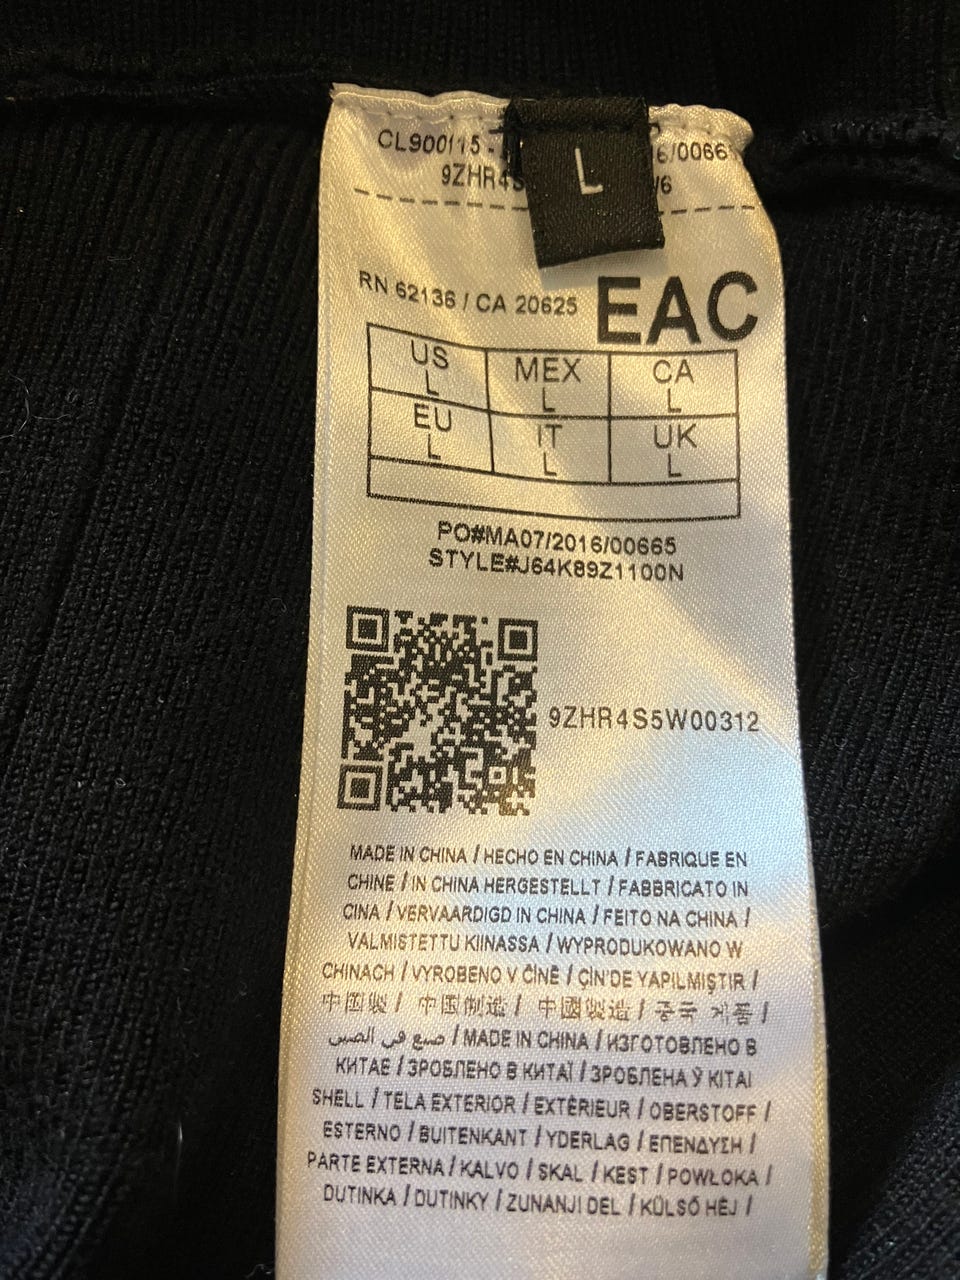 CL900115 - 6/0066
9ZHR4S /6
L
RN 62136 / CA 20625 EAC
US MEX CA
L L L
EU IT UK
L L L
PO#MA07/2016/00665
STYLE#J64K89Z1100N
9ZHR4S5W00312
MADE IN CHINA / HECHO EN CHINA / FABRIQUE EN
CHINE / IN CHINA HERGESTELLT / FABBRICATO IN
CINA / VERVAARDIGD IN CHINA / FEITO NA CHINA /
VALMISTETTU KIINASSA / WYPRODUKOWANO W
CHINACH / VYROBENO V ČÍNĚ / ÇİN'DE YAPILMIŞTIR /
中国製 / 中国制造 / 中國製造 / 중국 제품 /
صنع في الصين / MADE IN CHINA / ИЗГОТОВЛЕНО В
КИТАЕ / ЗРОБЛЕНО В КИТАЇ / ЗРОБЛЕНА Ў КІТАІ
SHELL / TELA EXTERIOR / EXTÉRIEUR / OBERSTOFF /
ESTERNO / BUITENKANT / YDERLAG / ΕΠΕΝΔΥΣΗ /
PARTE EXTERNA / KALVO / SKAL / KEST / POWŁOKA /
DUTINKA / DUTINKY / ZUNANJI DEL / KÜLSŐ HÉJ /